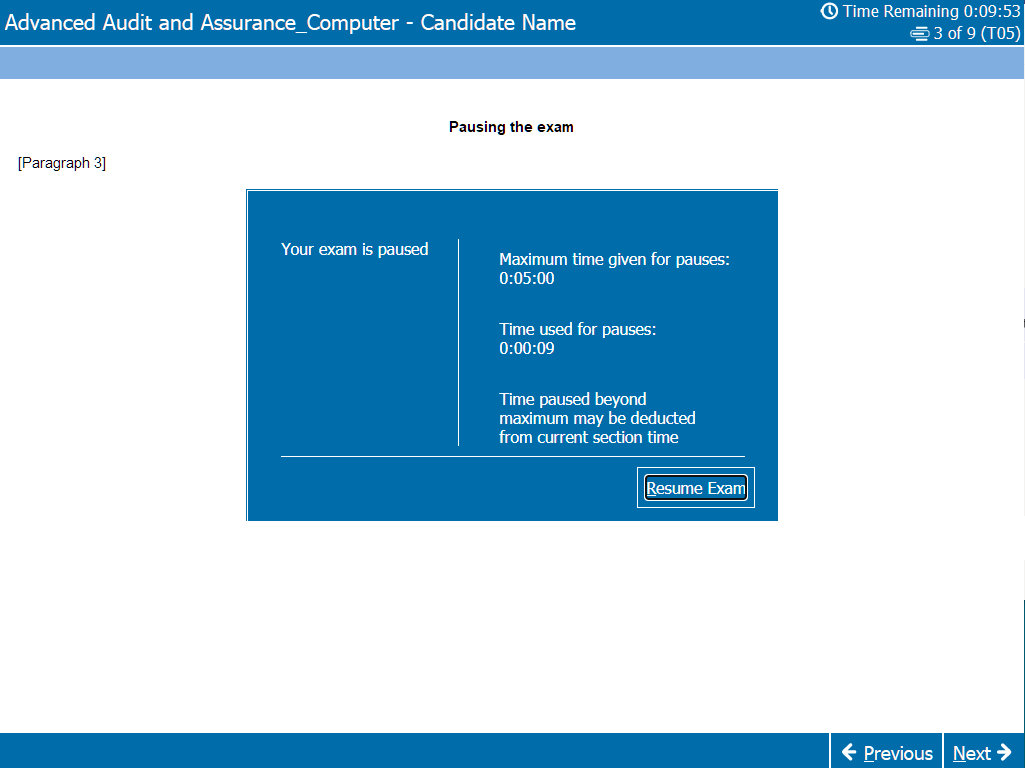 Advanced Audit and Assurance_Computer - Candidate Name
Time Remaining 0:09:53
3 of 9 (T05)
Pausing the exam
[Paragraph 3]
Your exam is paused
Maximum time given for pauses:
0:05:00
Time used for pauses:
0:00:09
Time paused beyond
maximum may be deducted
from current section time
Resume Exam
Previous
Next